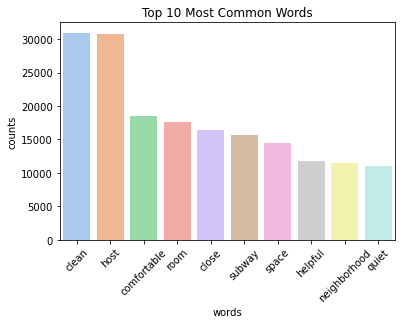 Top 10 Most Common Words
counts
30000
25000
20000
15000
10000
5000
0
clean
host
comfortable
room
close
subway
space
helpful
neighborhood
quiet
words